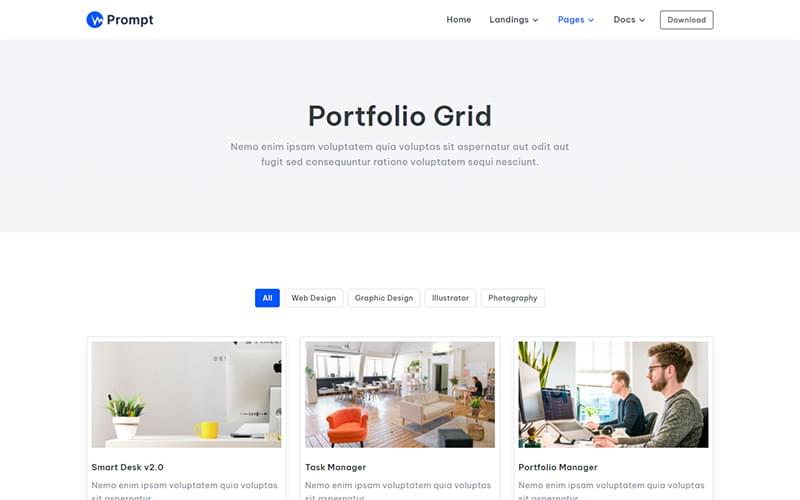 Prompt
Home Landings Pages Docs Download
Portfolio Grid
Nemo enim ipsam voluptatem quia voluptas sit aspernatur aut odit aut
fugit sed consequuntur ratione voluptatem sequi nesciunt.
All Web Design Graphic Design Illustrator Photography
Smart Desk v2.0
Nemo enim ipsam voluptatem quia voluptas
sit aspernatur
Task Manager
Nemo enim ipsam voluptatem quia voluptas
sit aspernatur
Portfolio Manager
Nemo enim ipsam voluptatem quia voluptas
sit aspernatur